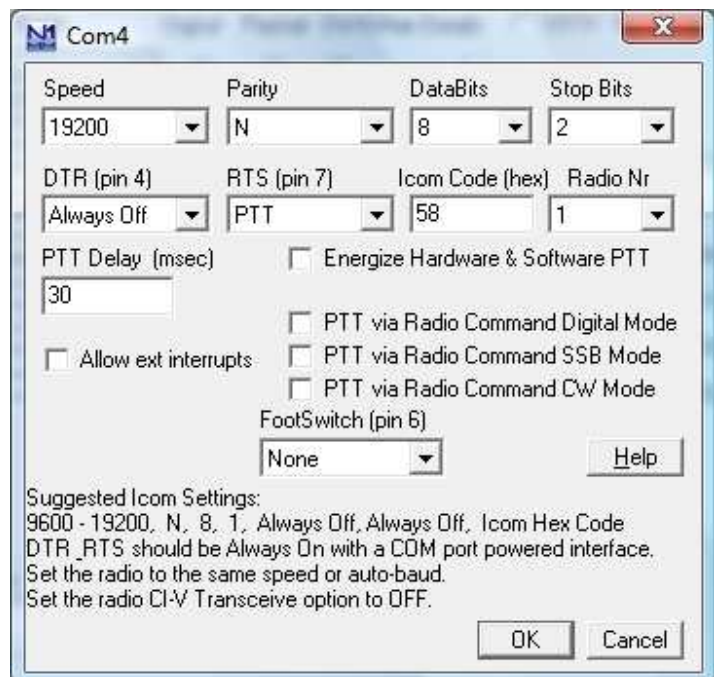 N1 MM Com4
Speed Parity DataBits Stop Bits
19200 N 8 2
DTR (pin 4) RTS (pin 7) Icom Code (hex) Radio Nr
Always Off PTT 58 1
PTT Delay (msec) Energize Hardware & Software PTT
30
PTT via Radio Command Digital Mode
Allow ext interrupts PTT via Radio Command SSB Mode
PTT via Radio Command CW Mode
FootSwitch (pin 6)
None Help
Suggested Icom Settings:
9600 - 19200, N, 8, 1, Always Off, Always Off, Icom Hex Code
DTR_RTS should be Always On with a COM port powered interface.
Set the radio to the same speed or auto-baud.
Set the radio CI-V Transceive option to OFF.
OK Cancel